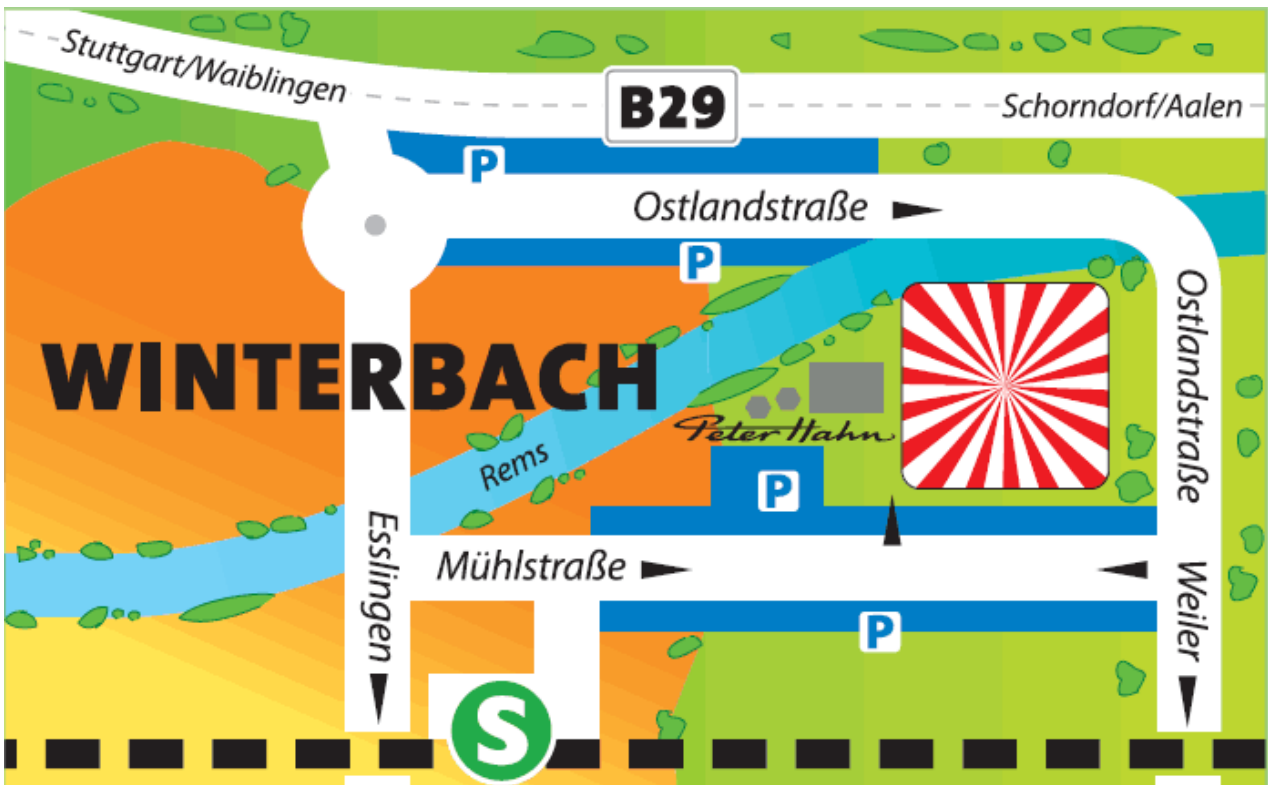 Stuttgart/Waiblingen
B29
Schorndorf/Aalen
P
Ostlandstraße
P
Ostlandstraße
WINTERBACH
Peter Hahn
Rems
P
Esslingen
Mühlstraße
Weiler
P
S